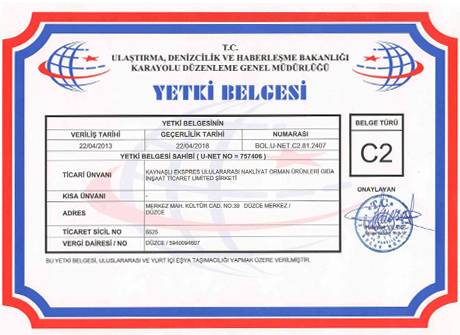 T.C.
ULAŞTIRMA, DENİZCİLİK VE HABERLEŞME BAKANLIĞI
KARAYOLU DÜZENLEME GENEL MÜDÜRLÜĞÜ
YETKİ BELGESİ
YETKİ BELGESİNİN
VERİLİŞ TARİHİ GEÇERLİLİK TARİHİ NUMARASI
22/04/2013 22/04/2018 BOL.U-NET.C2.81.2407
YETKİ BELGESİ SAHİBİ ( U-NET NO = 757406 )
TİCARİ ÜNVANI KAYNAŞLI EKSPRES ULUSLARARASI NAKLİYAT ORMAN ÜRÜNLERİ GIDA
İNŞAAT TİCARET LİMİTED ŞİRKETİ
KISA ÜNVANI -
ADRES MERKEZ MAH. KÜLTÜR CAD. NO:39 DÜZCE MERKEZ /
DÜZCE
TİCARET SİCİL NO 5525
VERGİ DAİRESİ / NO DÜZCE / 5940094607
BELGE TÜRÜ
C2
ONAYLAYAN
T.C.
BU YETKİ BELGESİ, ULUSLARARASI VE YURT İÇİ EŞYA TAŞIMACILIĞI YAPMAK ÜZERE VERİLMİŞTİR.